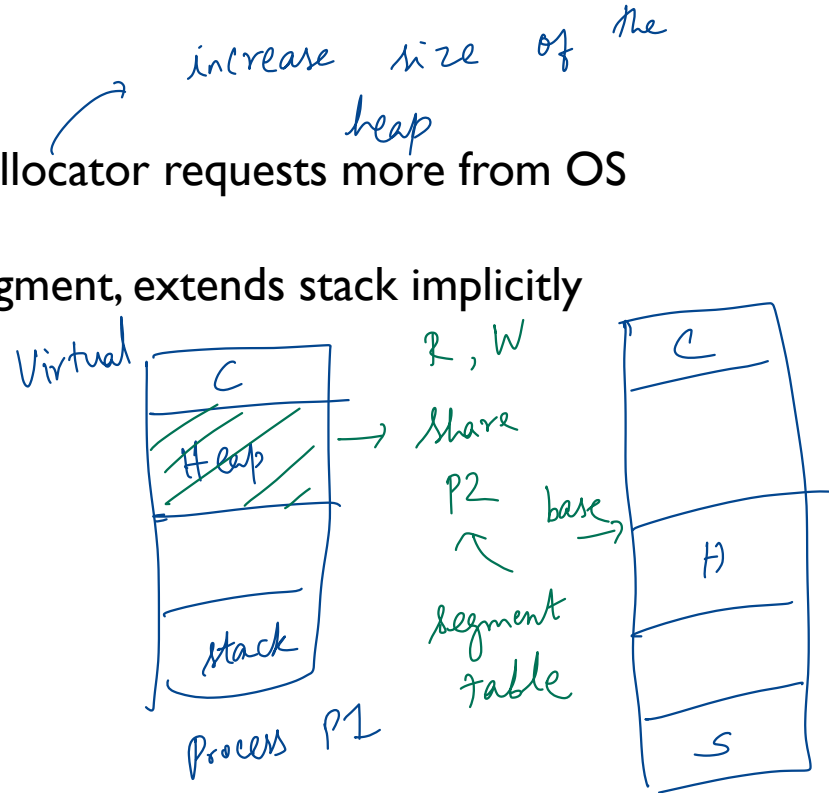 increase size of the
heap
llocator requests more from OS
gment, extends stack implicitly
Virtual
C
Heap
stack
Process P1
R, W
share
P2
segment
table
base
C
H
S